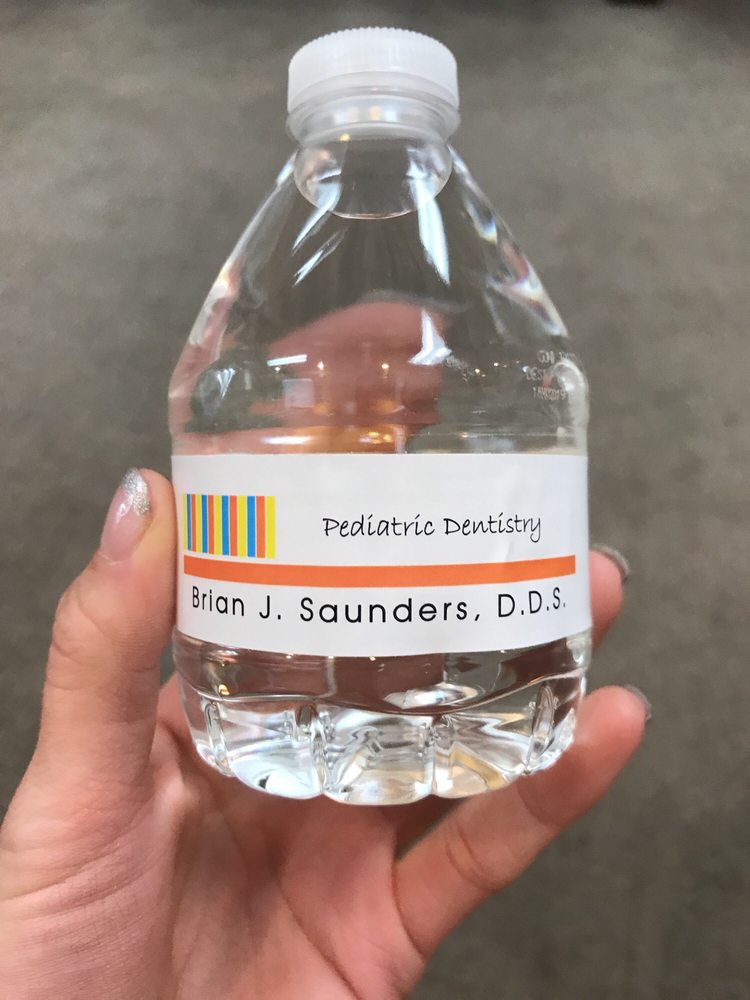 Pediatric Dentistry
Brian J. Saunders, D.D.S.